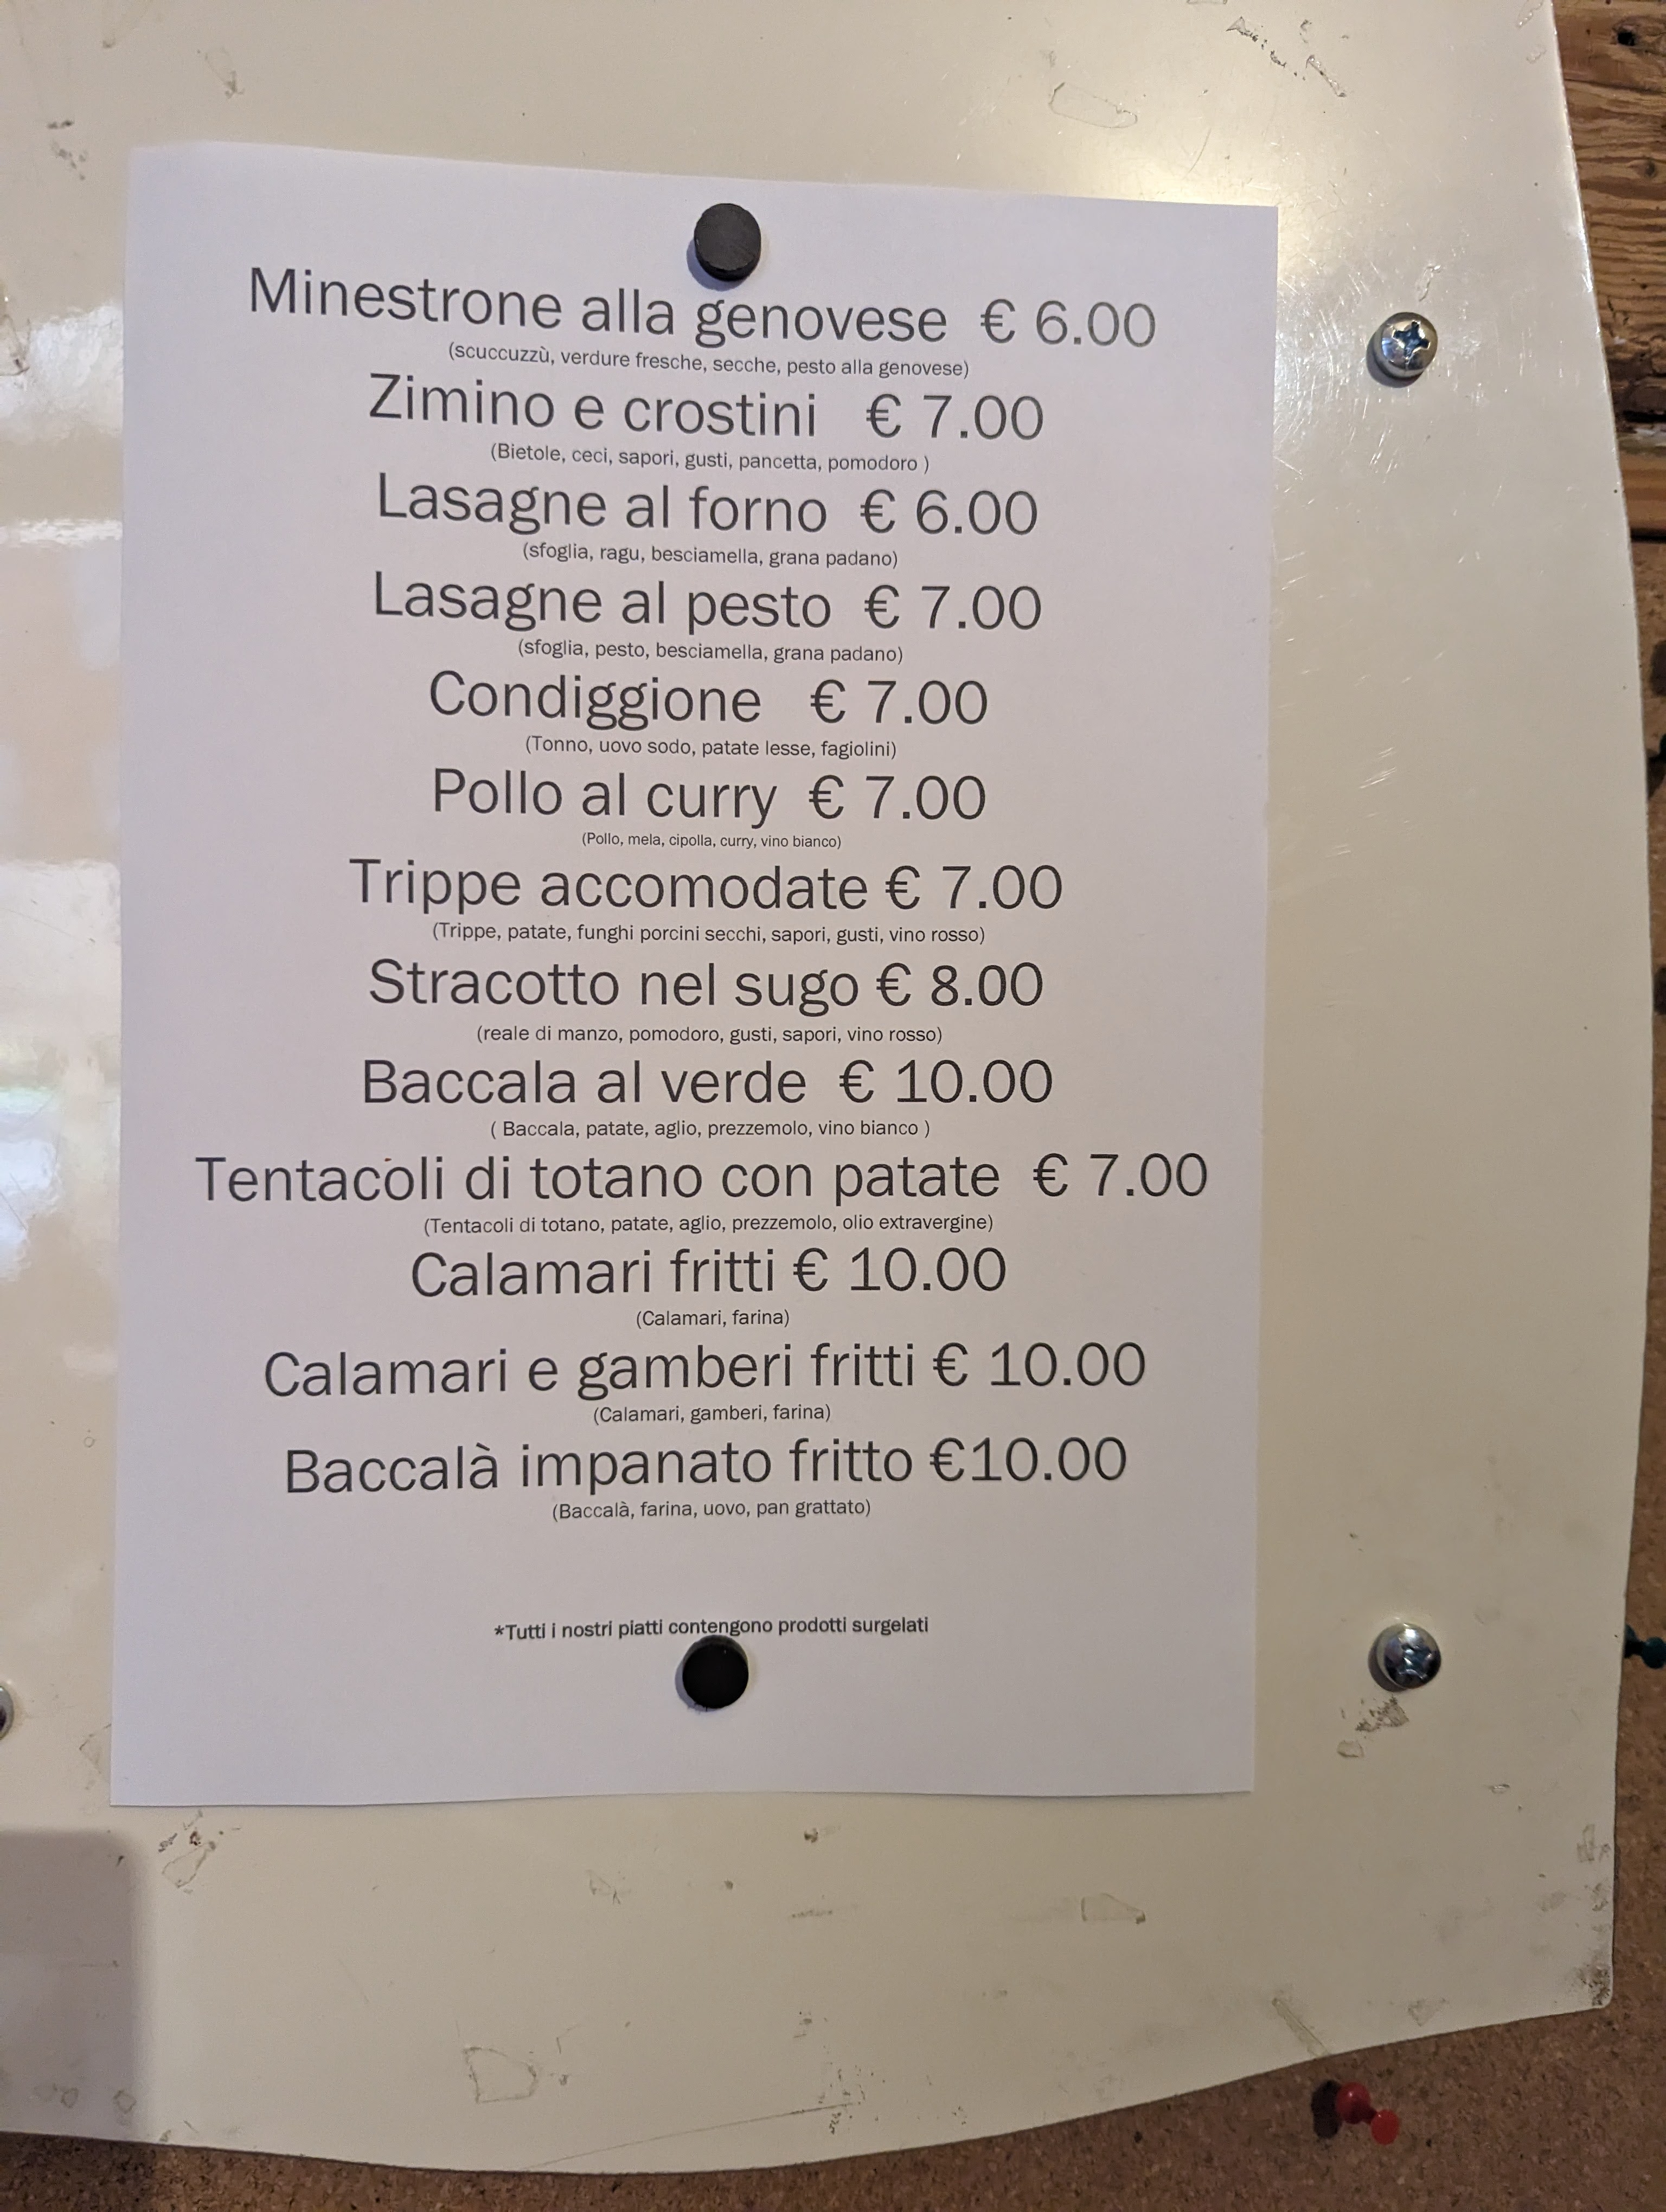 Minestrone alla genovese € 6.00
(scuccuzzù, verdure fresche, secche, pesto alla genovese)
Zimino e crostini € 7.00
(Bietole, ceci, sapori, gusti, pancetta, pomodoro )
Lasagne al forno € 6.00
(sfoglia, ragu, besciamella, grana padano)
Lasagne al pesto € 7.00
(sfoglia, pesto, besciamella, grana padano)
Condiggione € 7.00
(Tonno, uovo sodo, patate lesse, fagiolini)
Pollo al curry € 7.00
(Pollo, mela, cipolla, curry, vino bianco)
Trippe accomodate € 7.00
(Trippe, patate, funghi porcini secchi, sapori, gusti, vino rosso)
Stracotto nel sugo € 8.00
(reale di manzo, pomodoro, gusti, sapori, vino rosso)
Baccala al verde € 10.00
( Baccala, patate, aglio, prezzemolo, vino bianco )
Tentacoli di totano con patate € 7.00
(Tentacoli di totano, patate, aglio, prezzemolo, olio extravergine)
Calamari fritti € 10.00
(Calamari, farina)
Calamari e gamberi fritti € 10.00
(Calamari, gamberi, farina)
Baccalà impanato fritto €10.00
(Baccalà, farina, uovo, pan grattato)
*Tutti i nostri piatti contengono prodotti surgelati